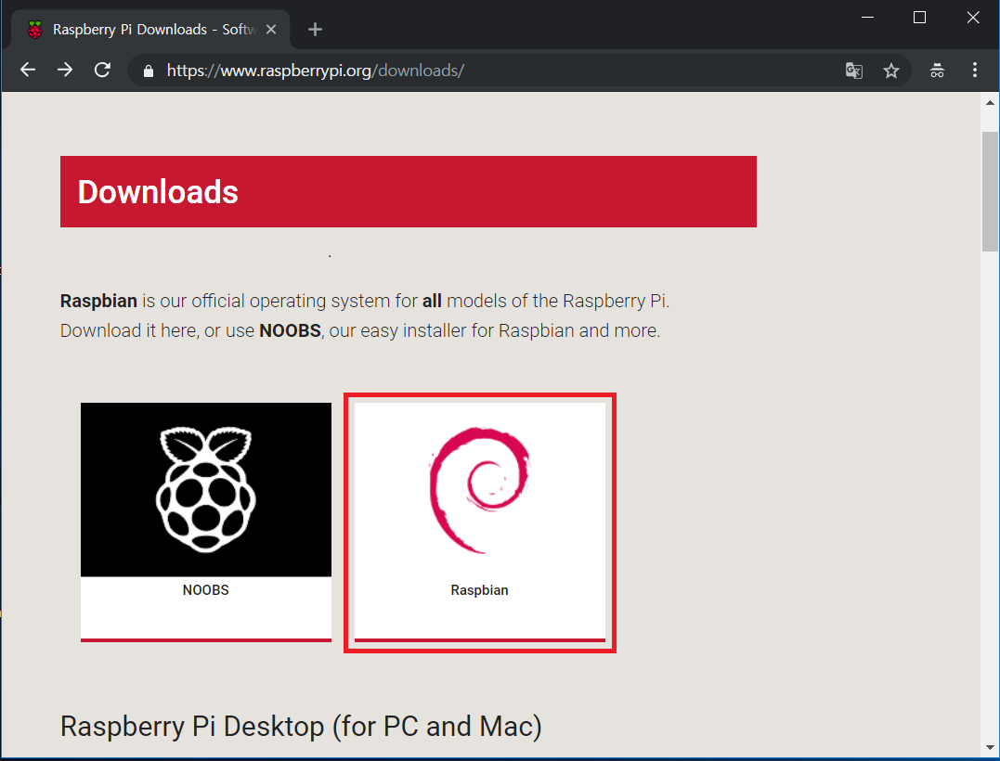 Raspberry Pi Downloads - Softw
https://www.raspberrypi.org/downloads/
Downloads
.
Raspbian is our official operating system for all models of the Raspberry Pi.
Download it here, or use NOOBS, our easy installer for Raspbian and more.
NOOBS
Raspbian
Raspberry Pi Desktop (for PC and Mac)